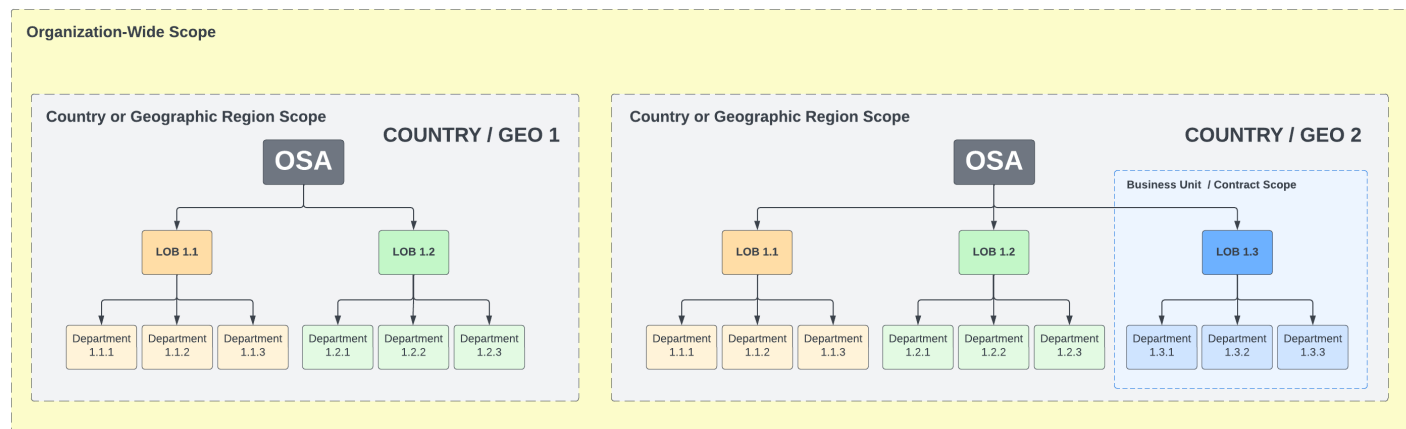 Organization-Wide Scope
Country or Geographic Region Scope
COUNTRY / GEO 1
OSA
LOB 1.1
LOB 1.2
Department
1.1.1
Department
1.1.2
Department
1.1.3
Department
1.2.1
Department
1.2.2
Department
1.2.3
Country or Geographic Region Scope
COUNTRY / GEO 2
OSA
Business Unit  / Contract Scope
LOB 1.1
LOB 1.2
LOB 1.3
Department
1.1.1
Department
1.1.2
Department
1.1.3
Department
1.2.1
Department
1.2.2
Department
1.2.3
Department
1.3.1
Department
1.3.2
Department
1.3.3